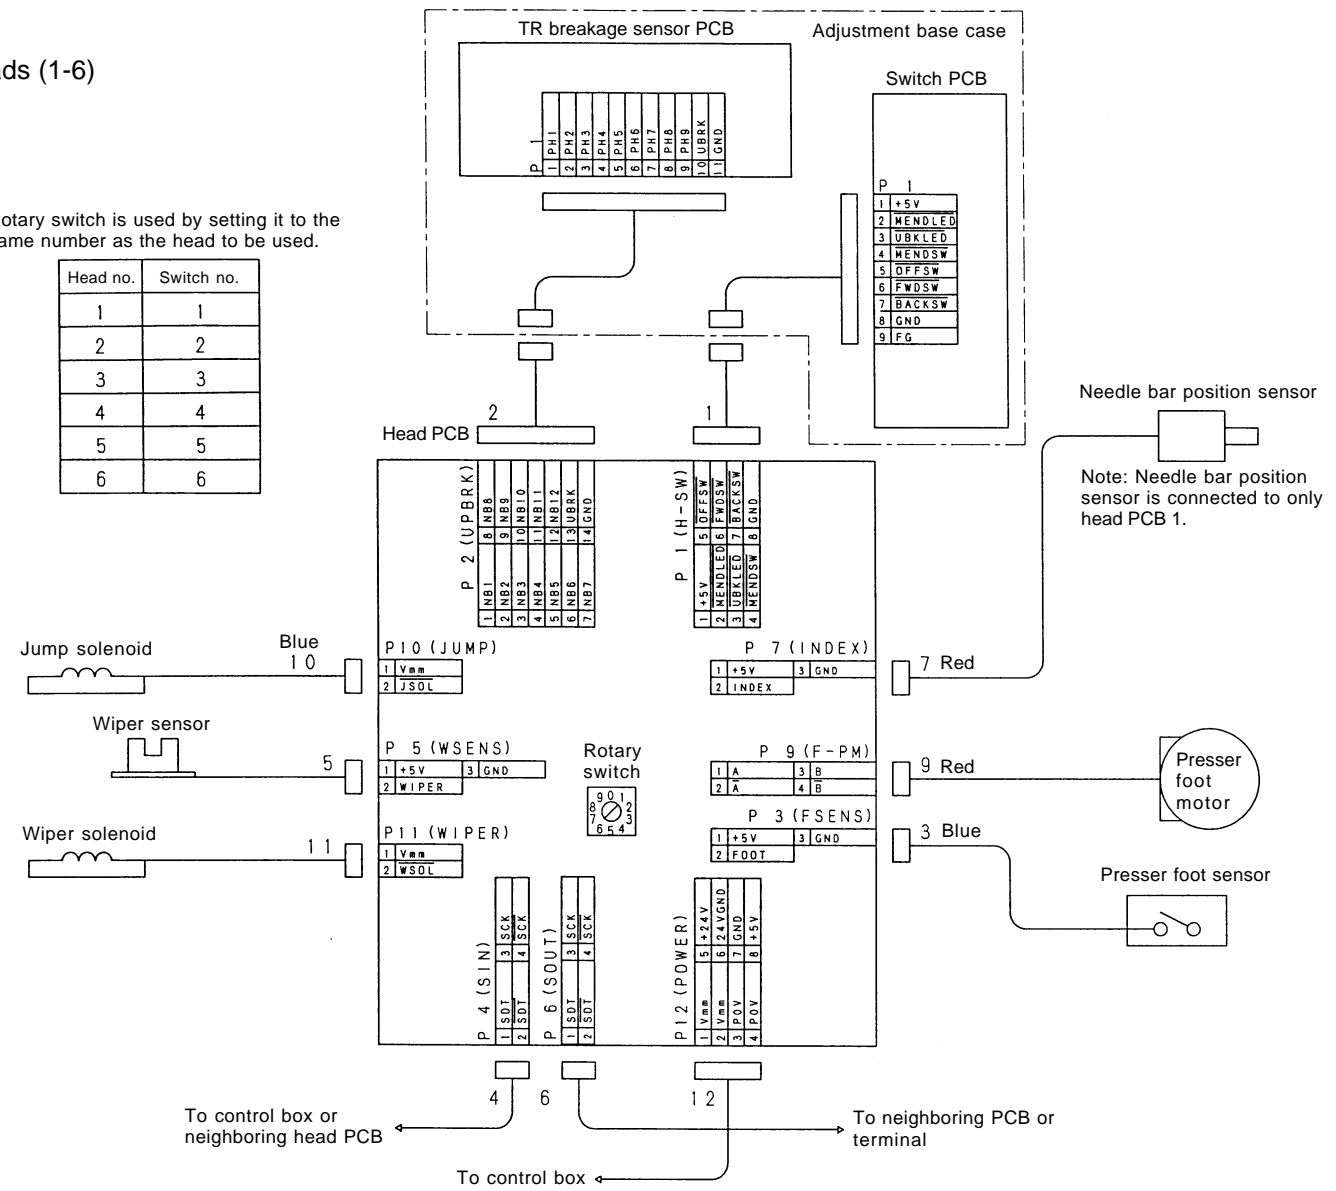 TR breakage sensor PCB
Adjustment base case
ads (1-6)
Switch PCB
P 1
1 PH1
2 PH2
3 PH3
4 PH4
5 PH5
6 PH6
7 PH7
8 PH8
9 PH9
10 UBRK
11 GND
P 1
1 +5V
2 MENDLED
3 UBKLED
4 MENDSW
5 OFFSW
6 FWDSW
7 BACKSW
8 GND
9 FG
otary switch is used by setting it to the
ame number as the head to be used.
Head no. Switch no.
1 1
2 2
3 3
4 4
5 5
6 6
2
1
Head PCB
Needle bar position sensor
Note: Needle bar position
sensor is connected to only
head PCB 1.
P 2 (UPBRK)
1 NB1 8 NB8
2 NB2 9 NB9
3 NB3 10 NB10
4 NB4 11 NB11
5 NB5 12 NB12
6 NB6 13 UBRK
7 NB7 14 GND
P 1 (H-SW)
1 +5V 5 OFFSW
2 MENDLED 6 FWDSW
3 UBKLED 7 BACKSW
4 MENDSW 8 GND
Jump solenoid
Blue
10
P10 (JUMP)
1 Vmm
2 JSOL
P 7 (INDEX)
1 +5V 3 GND
2 INDEX
7 Red
Wiper sensor
5
P 5 (WSENS)
1 +5V 3 GND
2 WIPER
Rotary
switch
9 0 1
8 2
7 3
6 5 4
P 9 (F-PM)
1 A 3 B
2 A 4 B
9 Red
Presser
foot
motor
Wiper solenoid
11
P11 (WIPER)
1 Vmm
2 WSOL
P 3 (FSENS)
1 +5V 3 GND
2 FOOT
3 Blue
Presser foot sensor
P 4 (SIN)
1 SDT 3 SCK
2 SDT 4 SCK
P 6 (SOUT)
1 SDT 3 SCK
2 SDT 4 SCK
P12 (POWER)
1 Vmm 5 +24V
2 Vmm 6 24VGND
3 POV 7 GND
4 POV 8 +5V
4
6
12
To control box or
neighboring head PCB
To neighboring PCB or
terminal
To control box